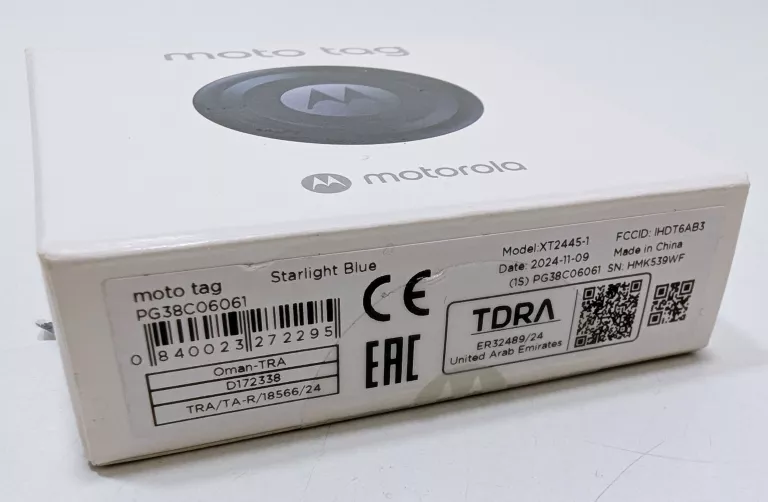 moto tag
motorola
moto tag
Starlight Blue
PG38C06061
0 840023 272295
Oman-TRA
D172338
TRA/TA-R/18566/24
CE
EAC
Model:XT2445-1
FCCID: IHDT6AB3
Date: 2024-11-09
Made in China
(1S) PG38C06061
SN: HMK539WF
TDRA
ER32489/24
United Arab Emirates